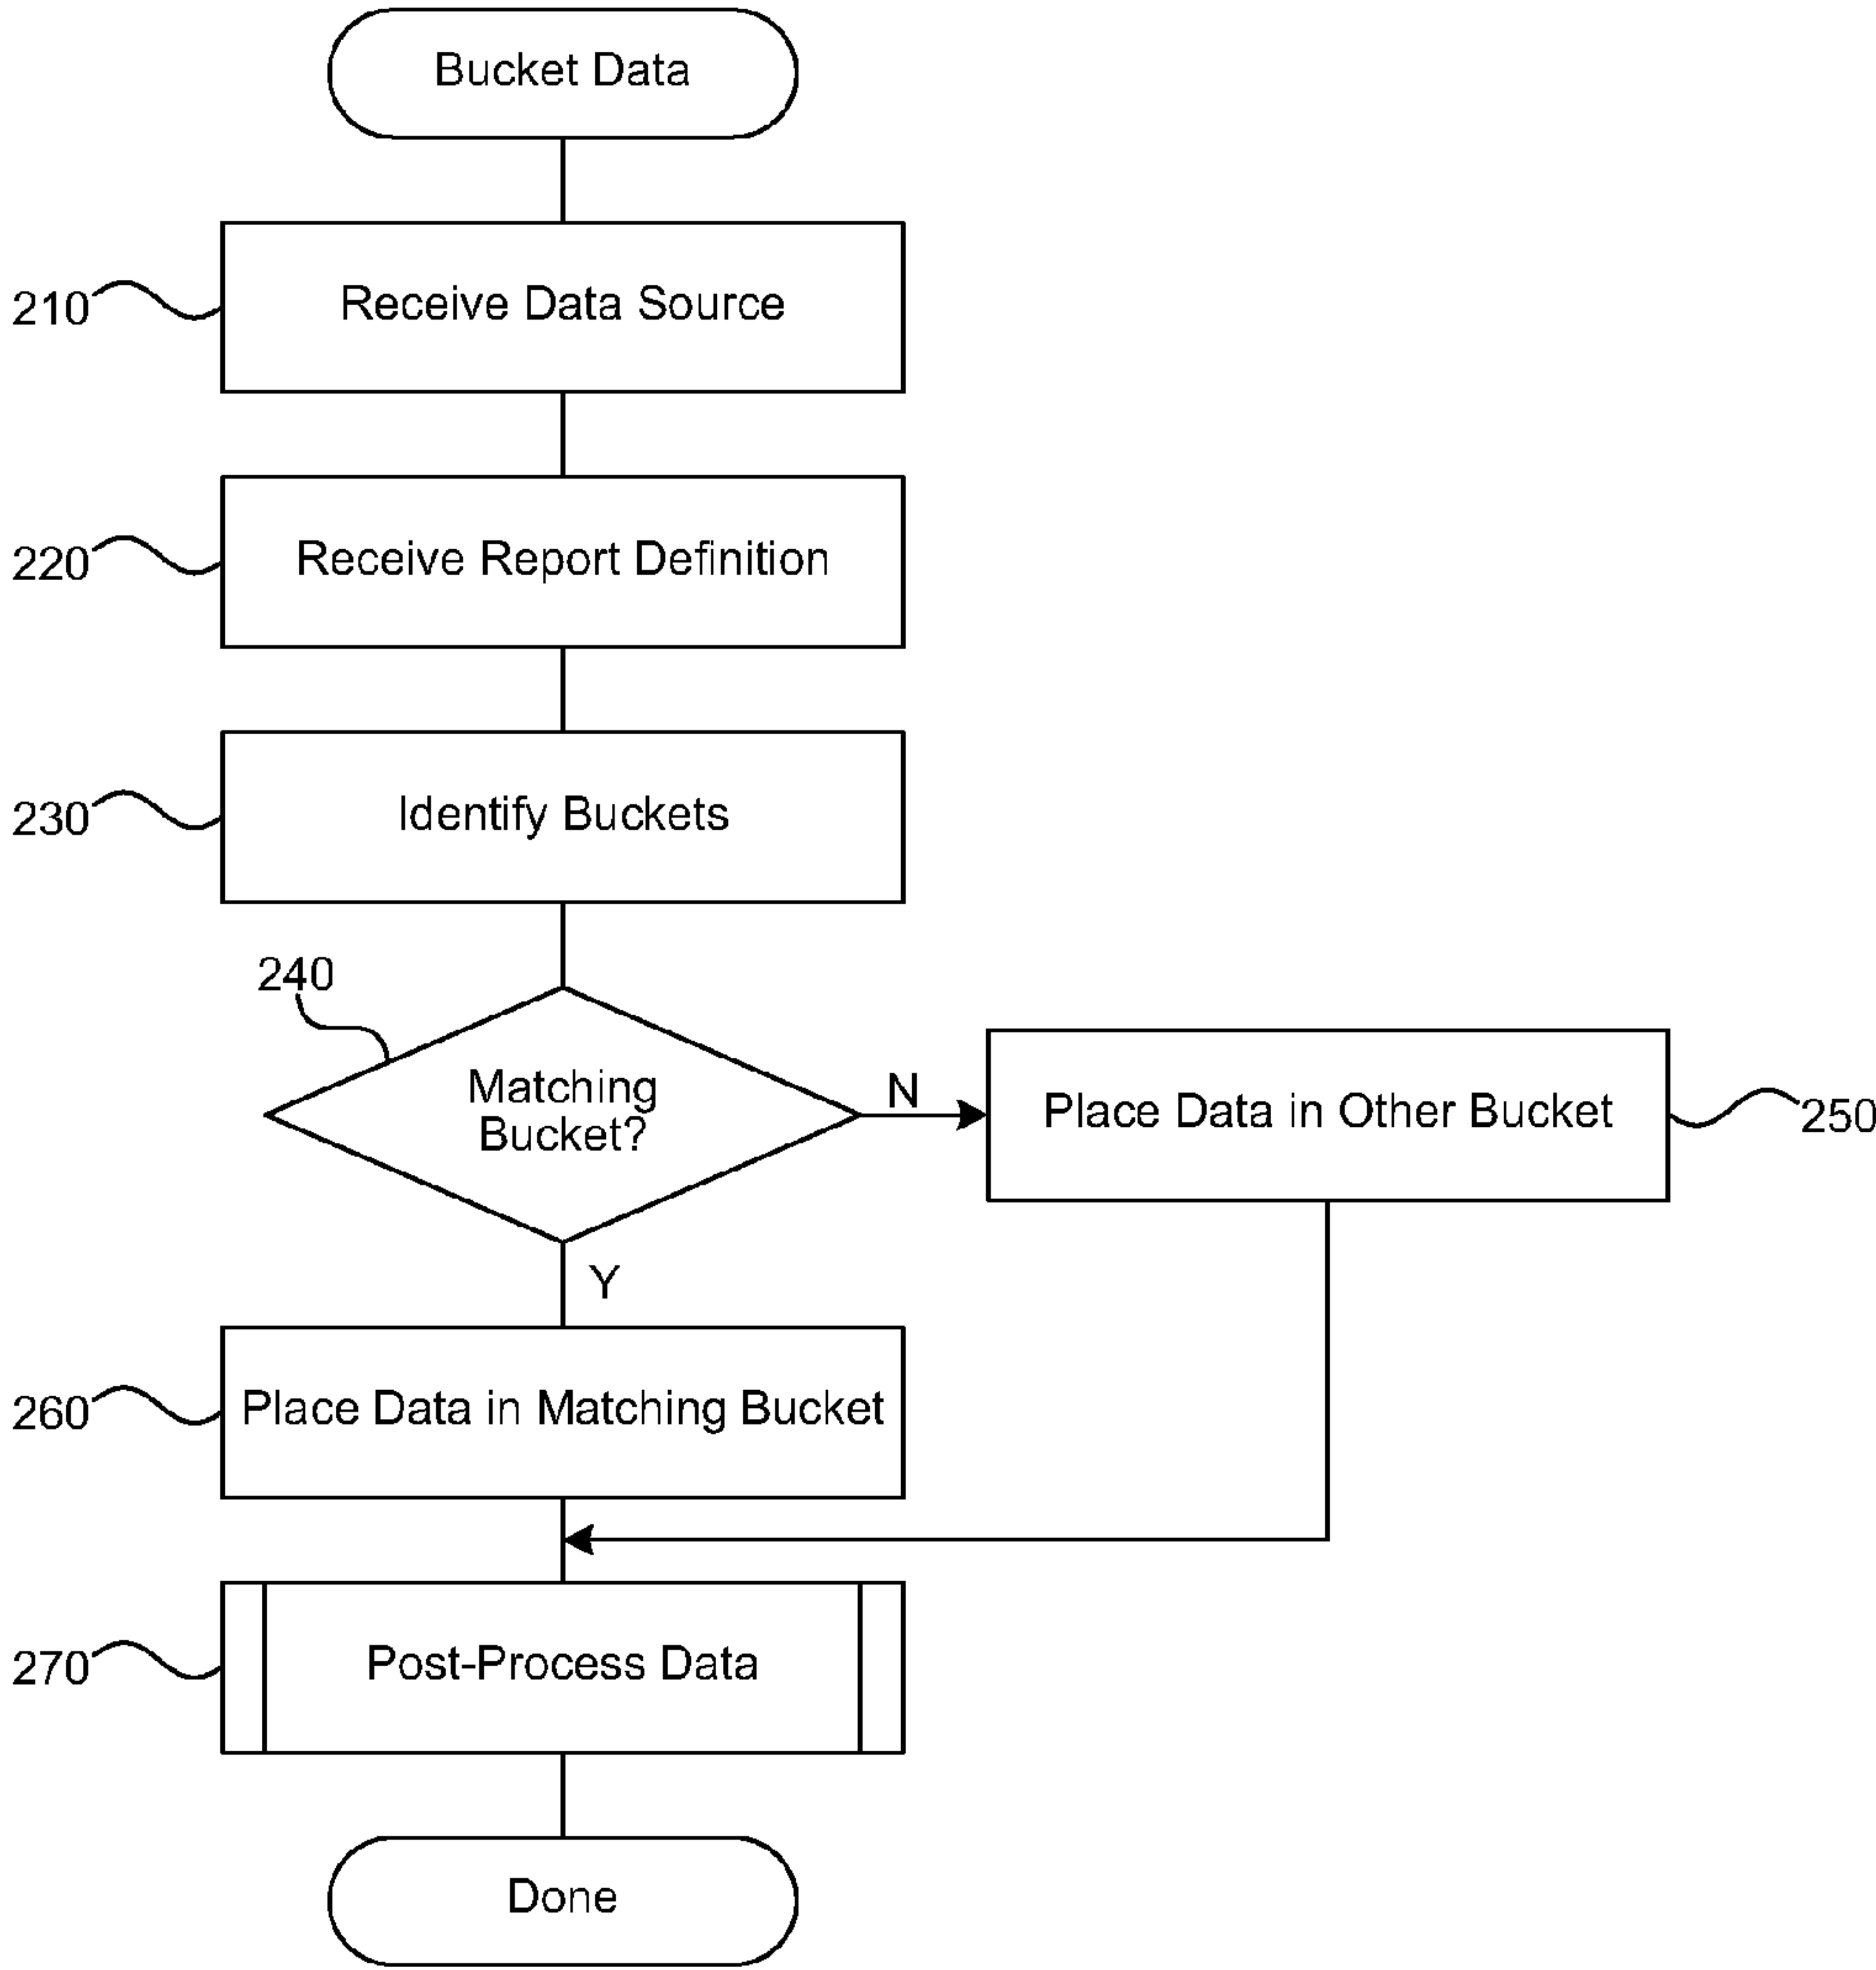 Bucket Data
210
Receive Data Source
220
Receive Report Definition
230
Identify Buckets
240
Matching
Bucket?
N
Place Data in Other Bucket
250
Y
260
Place Data in Matching Bucket
270
Post-Process Data
Done